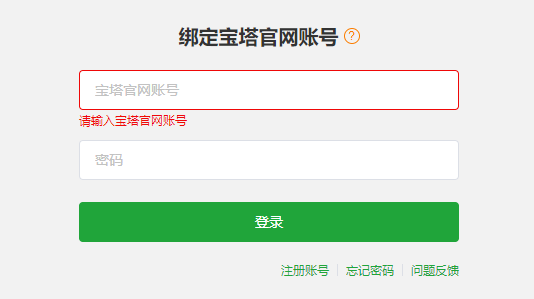 绑定宝塔官网账号 ?
宝塔官网账号
请输入宝塔官网账号
密码
登录
注册账号 | 忘记密码 | 问题反馈